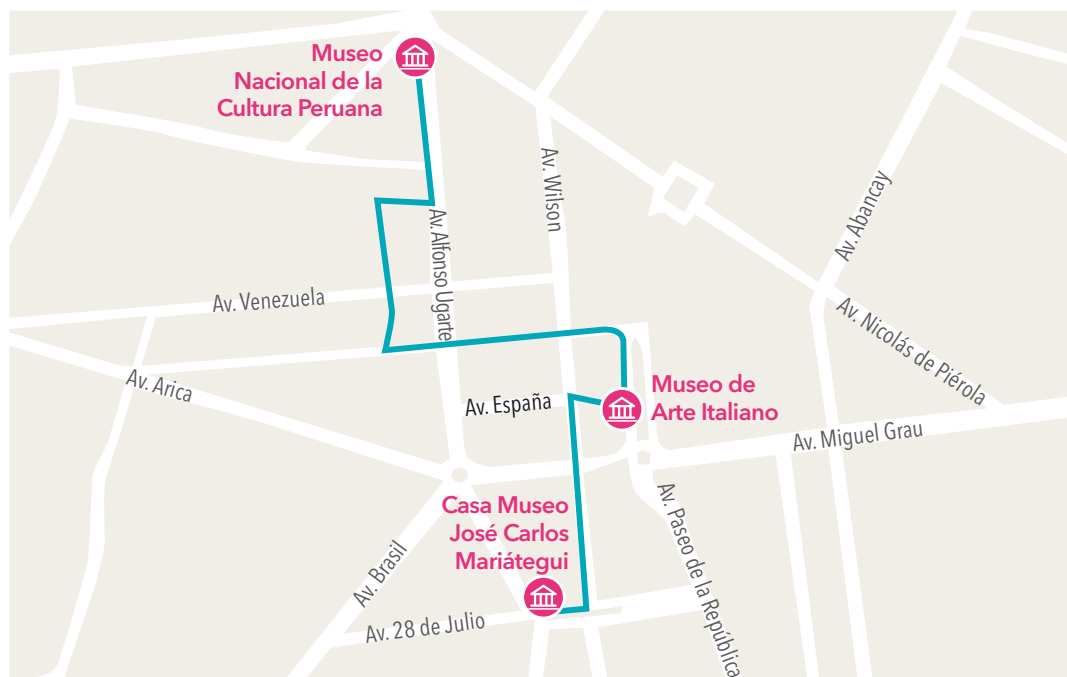 Museo
Nacional de la
Cultura Peruana
Av. Wilson
Av. Abancay
Av. Alfonso Ugarte
Av. Venezuela
Av. Nicolás de Piérola
Av. Arica
Av. España
Museo de
Arte Italiano
Av. Miguel Grau
Casa Museo
José Carlos
Mariátegui
Av. Paseo de la República
Av. Brasil
Av. 28 de Julio